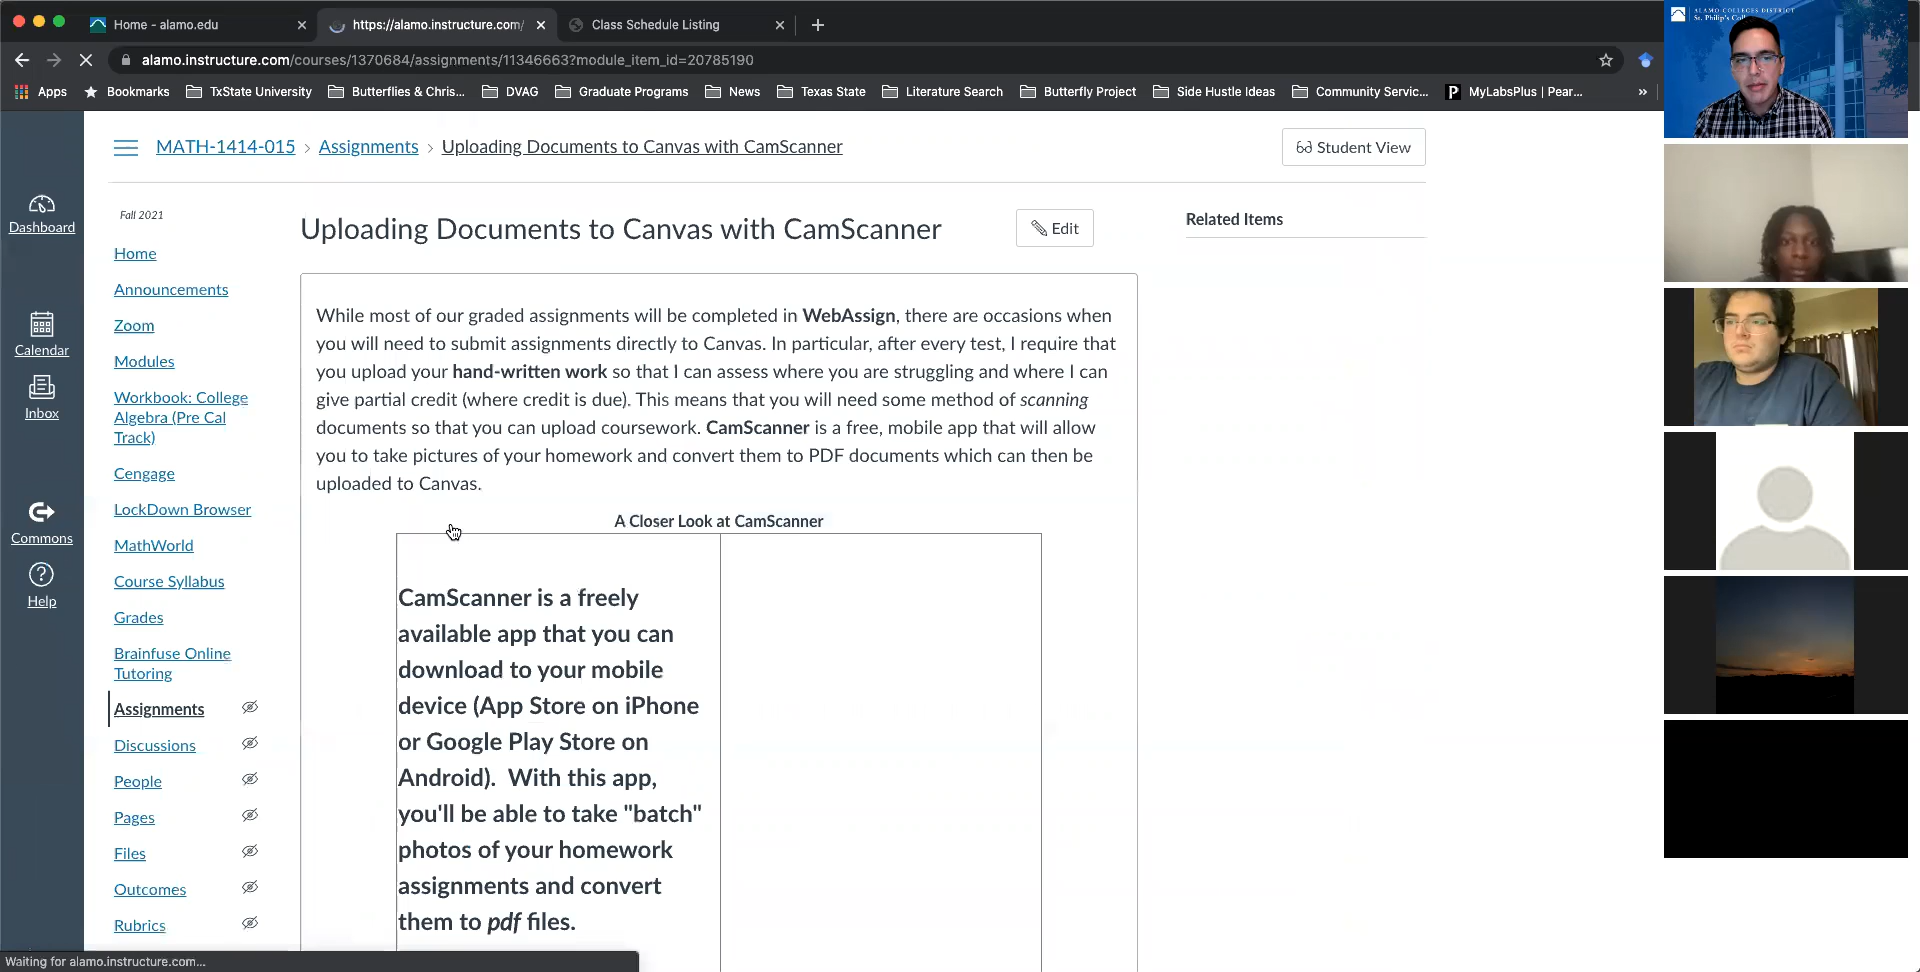 Home - alamo.edu
https://alamo.instructure.com/
Class Schedule Listing
alamo.instructure.com/courses/1370684/assignments/11346663?module_item_id=20785190
Apps
Bookmarks
TxState University
Butterflies & Chris...
DVAG
Graduate Programs
News
Texas State
Literature Search
Butterfly Project
Side Hustle Ideas
Community Servic...
MyLabsPlus | Pear...
»
ALAMO COLLEGES DISTRICT
MATH-1414-015 › Assignments › Uploading Documents to Canvas with CamScanner
Student View
Dashboard
Calendar
Inbox
Commons
Help
Fall 2021
Home
Announcements
Zoom
Modules
Workbook: College
Algebra (Pre Cal
Track)
Cengage
LockDown Browser
MathWorld
Course Syllabus
Grades
Brainfuse Online
Tutoring
Assignments
Discussions
People
Pages
Files
Outcomes
Rubrics
Uploading Documents to Canvas with CamScanner
Edit
Related Items
While most of our graded assignments will be completed in WebAssign, there are occasions when
you will need to submit assignments directly to Canvas. In particular, after every test, I require that
you upload your hand-written work so that I can assess where you are struggling and where I can
give partial credit (where credit is due). This means that you will need some method of scanning
documents so that you can upload coursework. CamScanner is a free, mobile app that will allow
you to take pictures of your homework and convert them to PDF documents which can then be
uploaded to Canvas.
A Closer Look at CamScanner
CamScanner is a freely
available app that you can
download to your mobile
device (App Store on iPhone
or Google Play Store on
Android). With this app,
you'll be able to take "batch"
photos of your homework
assignments and convert
them to pdf files.
Waiting for alamo.instructure.com...